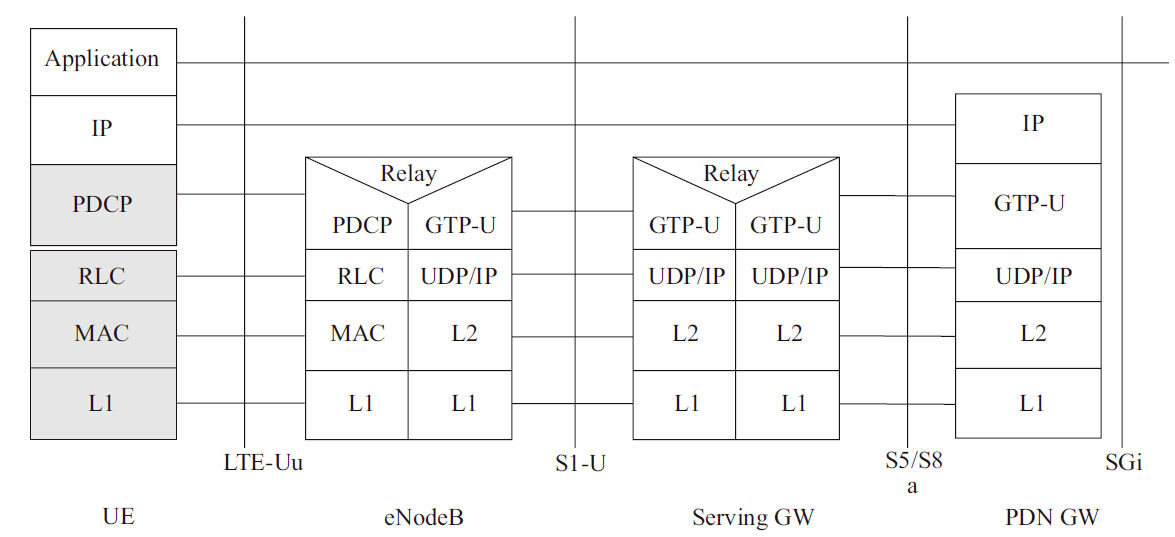 Application
IP
PDCP
RLC
MAC
L1
Relay
PDCP GTP-U
RLC UDP/IP
MAC L2
L1 L1
Relay
GTP-U GTP-U
UDP/IP UDP/IP
L2 L2
L1 L1
IP
GTP-U
UDP/IP
L2
L1
LTE-Uu
S1-U
S5/S8
a
SGi
UE
eNodeB
Serving GW
PDN GW